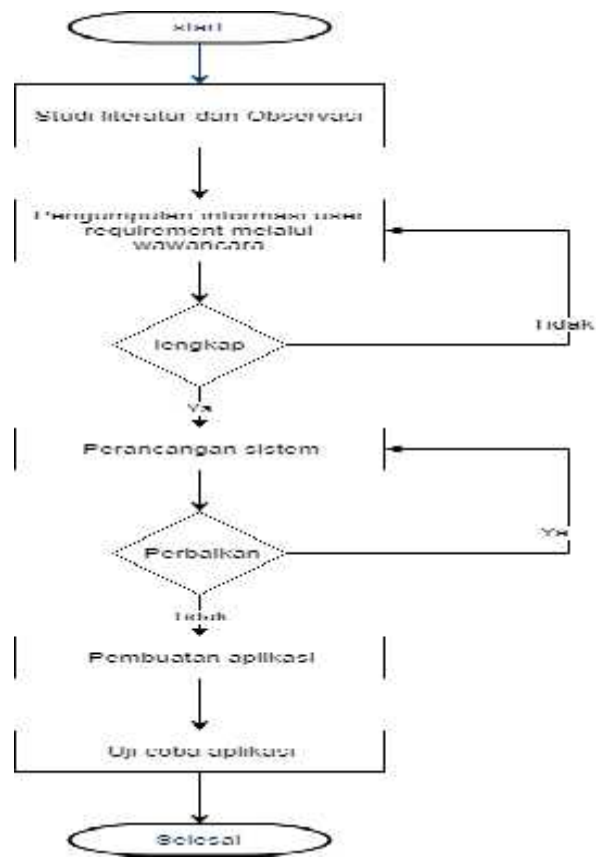 start
Studi literatur dan Observasi
Pengumpulan informasi user
requirement melalui
wawancara
Tidak
lengkap
Ya
Perancangan sistem
Ya
Perbaikan
Tidak
Pembuatan aplikasi
Uji coba aplikasi
Selesai